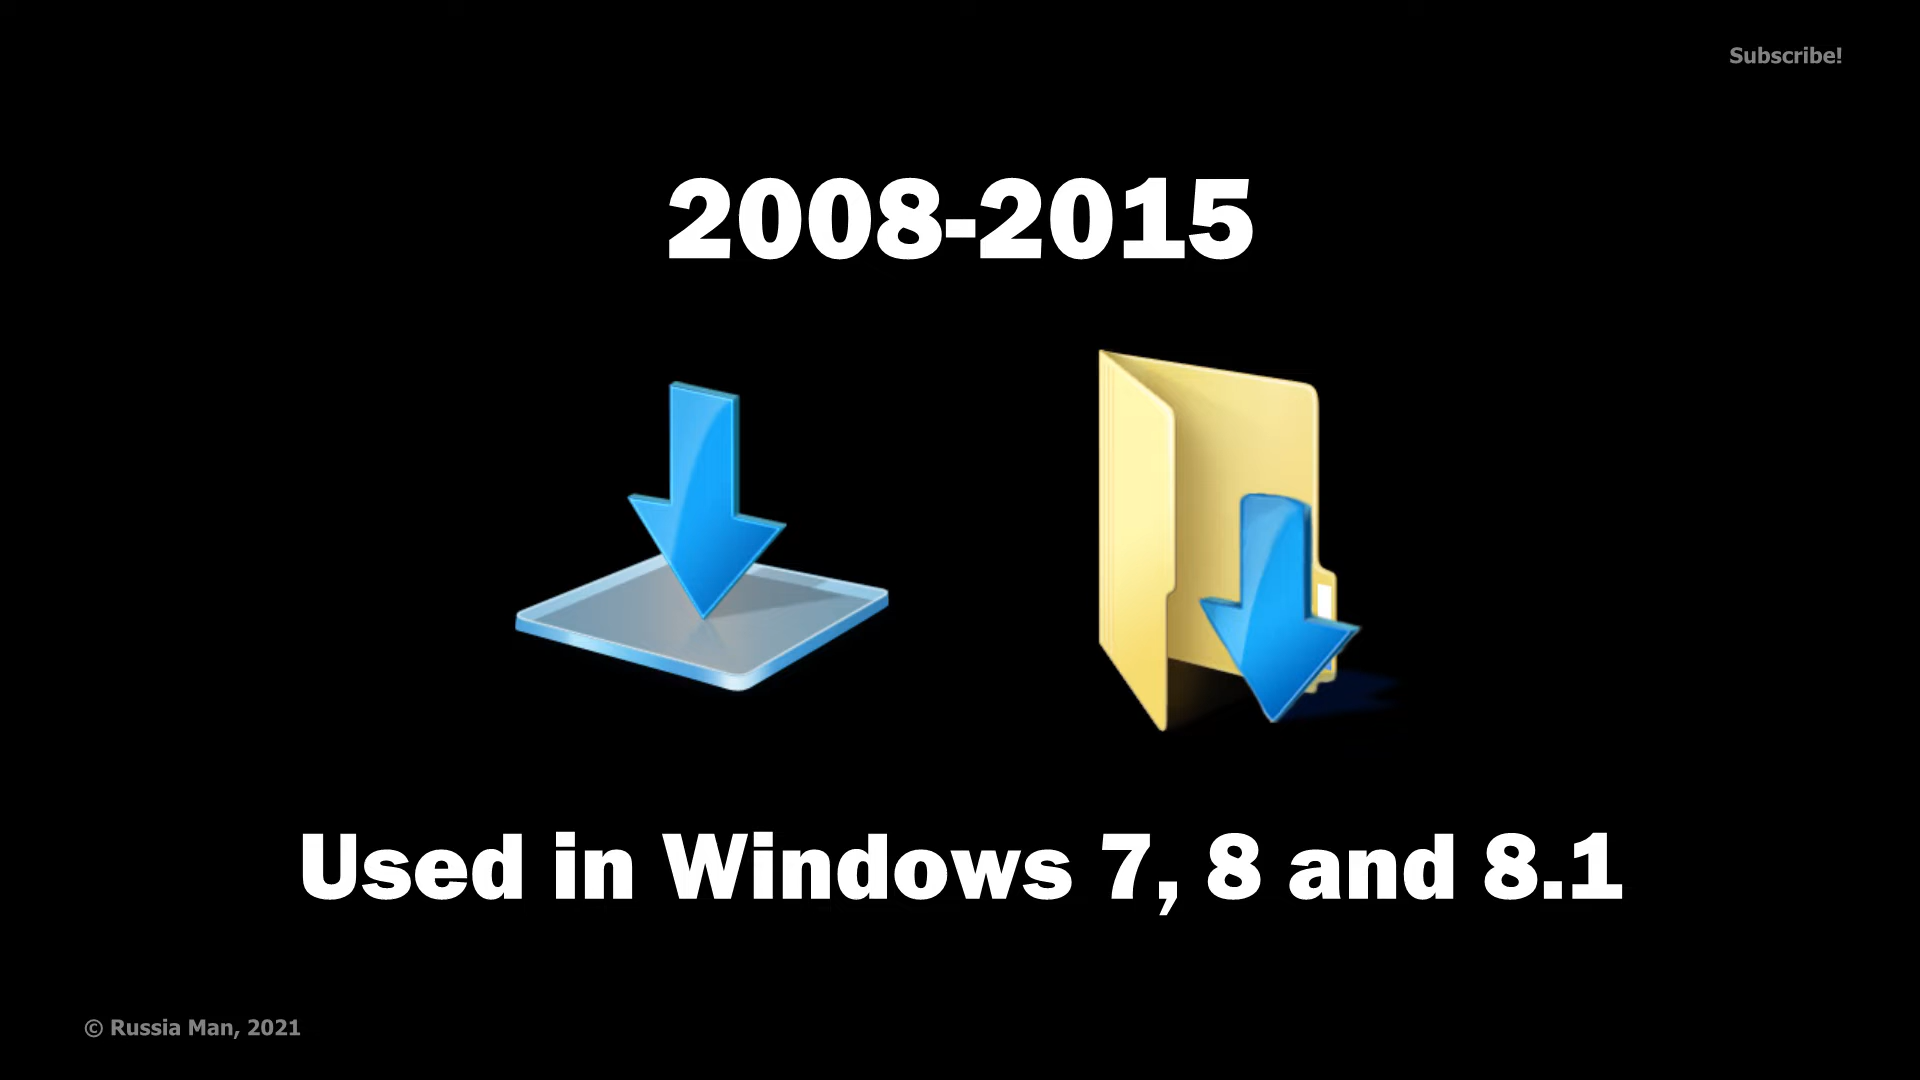 Subscribe!
2008-2015
Used in Windows 7, 8 and 8.1
© Russia Man, 2021